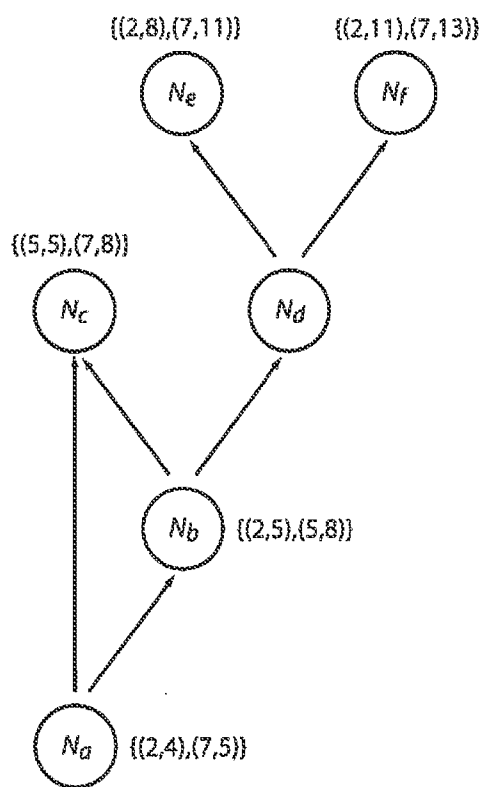 {(2,8),(7,11)} {(2,11),(7,13)}
Ne Nf
{(5,5),(7,8)}
Nc Nd
Nb {(2,5),(5,8)}
Na {(2,4),(7,5)}